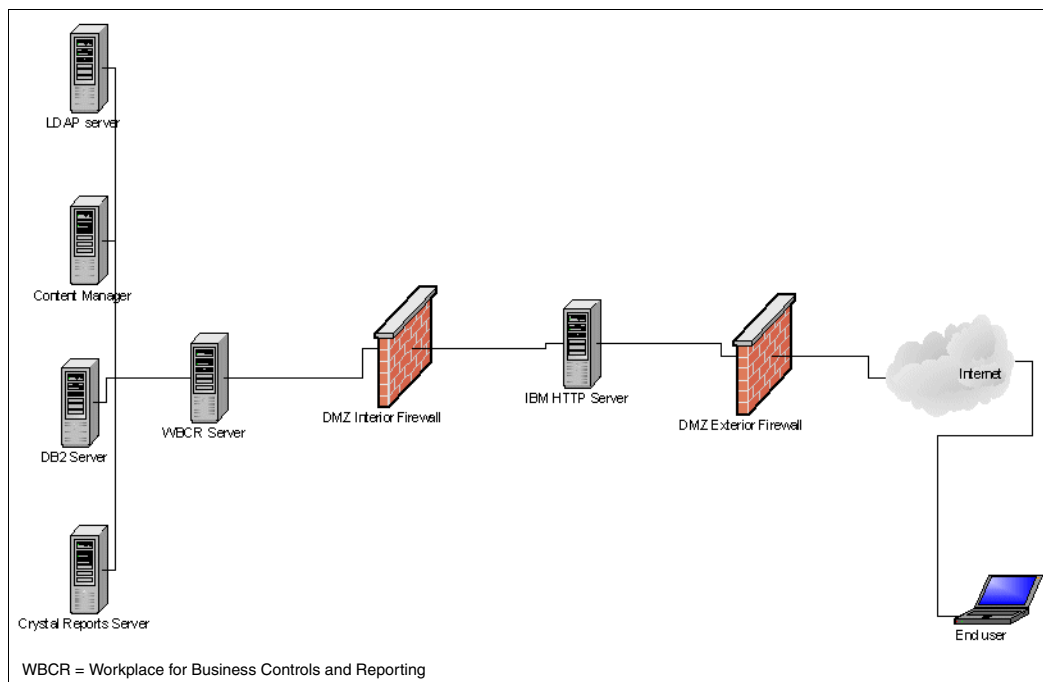 LDAP server
Content Manager
DB2 Server
WBCR Server
DMZ Interior Firewall
IBM HTTP Server
DMZ Exterior Firewall
Internet
Crystal Reports Server
End user
WBCR = Workplace for Business Controls and Reporting